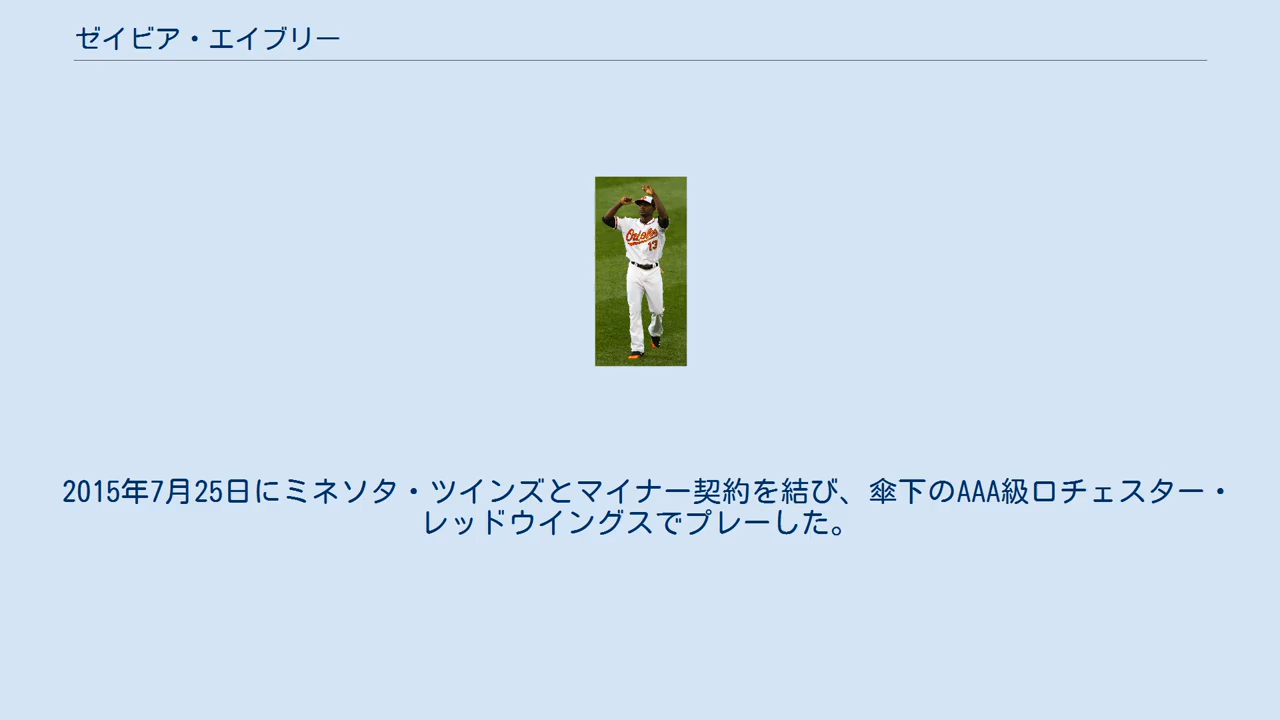 ゼイビア・エイブリー
Orioles
13
2015年7月25日にミネソタ・ツインズとマイナー契約を結び、傘下のAAA級ロチェスター・
レッドウイングスでプレーした。